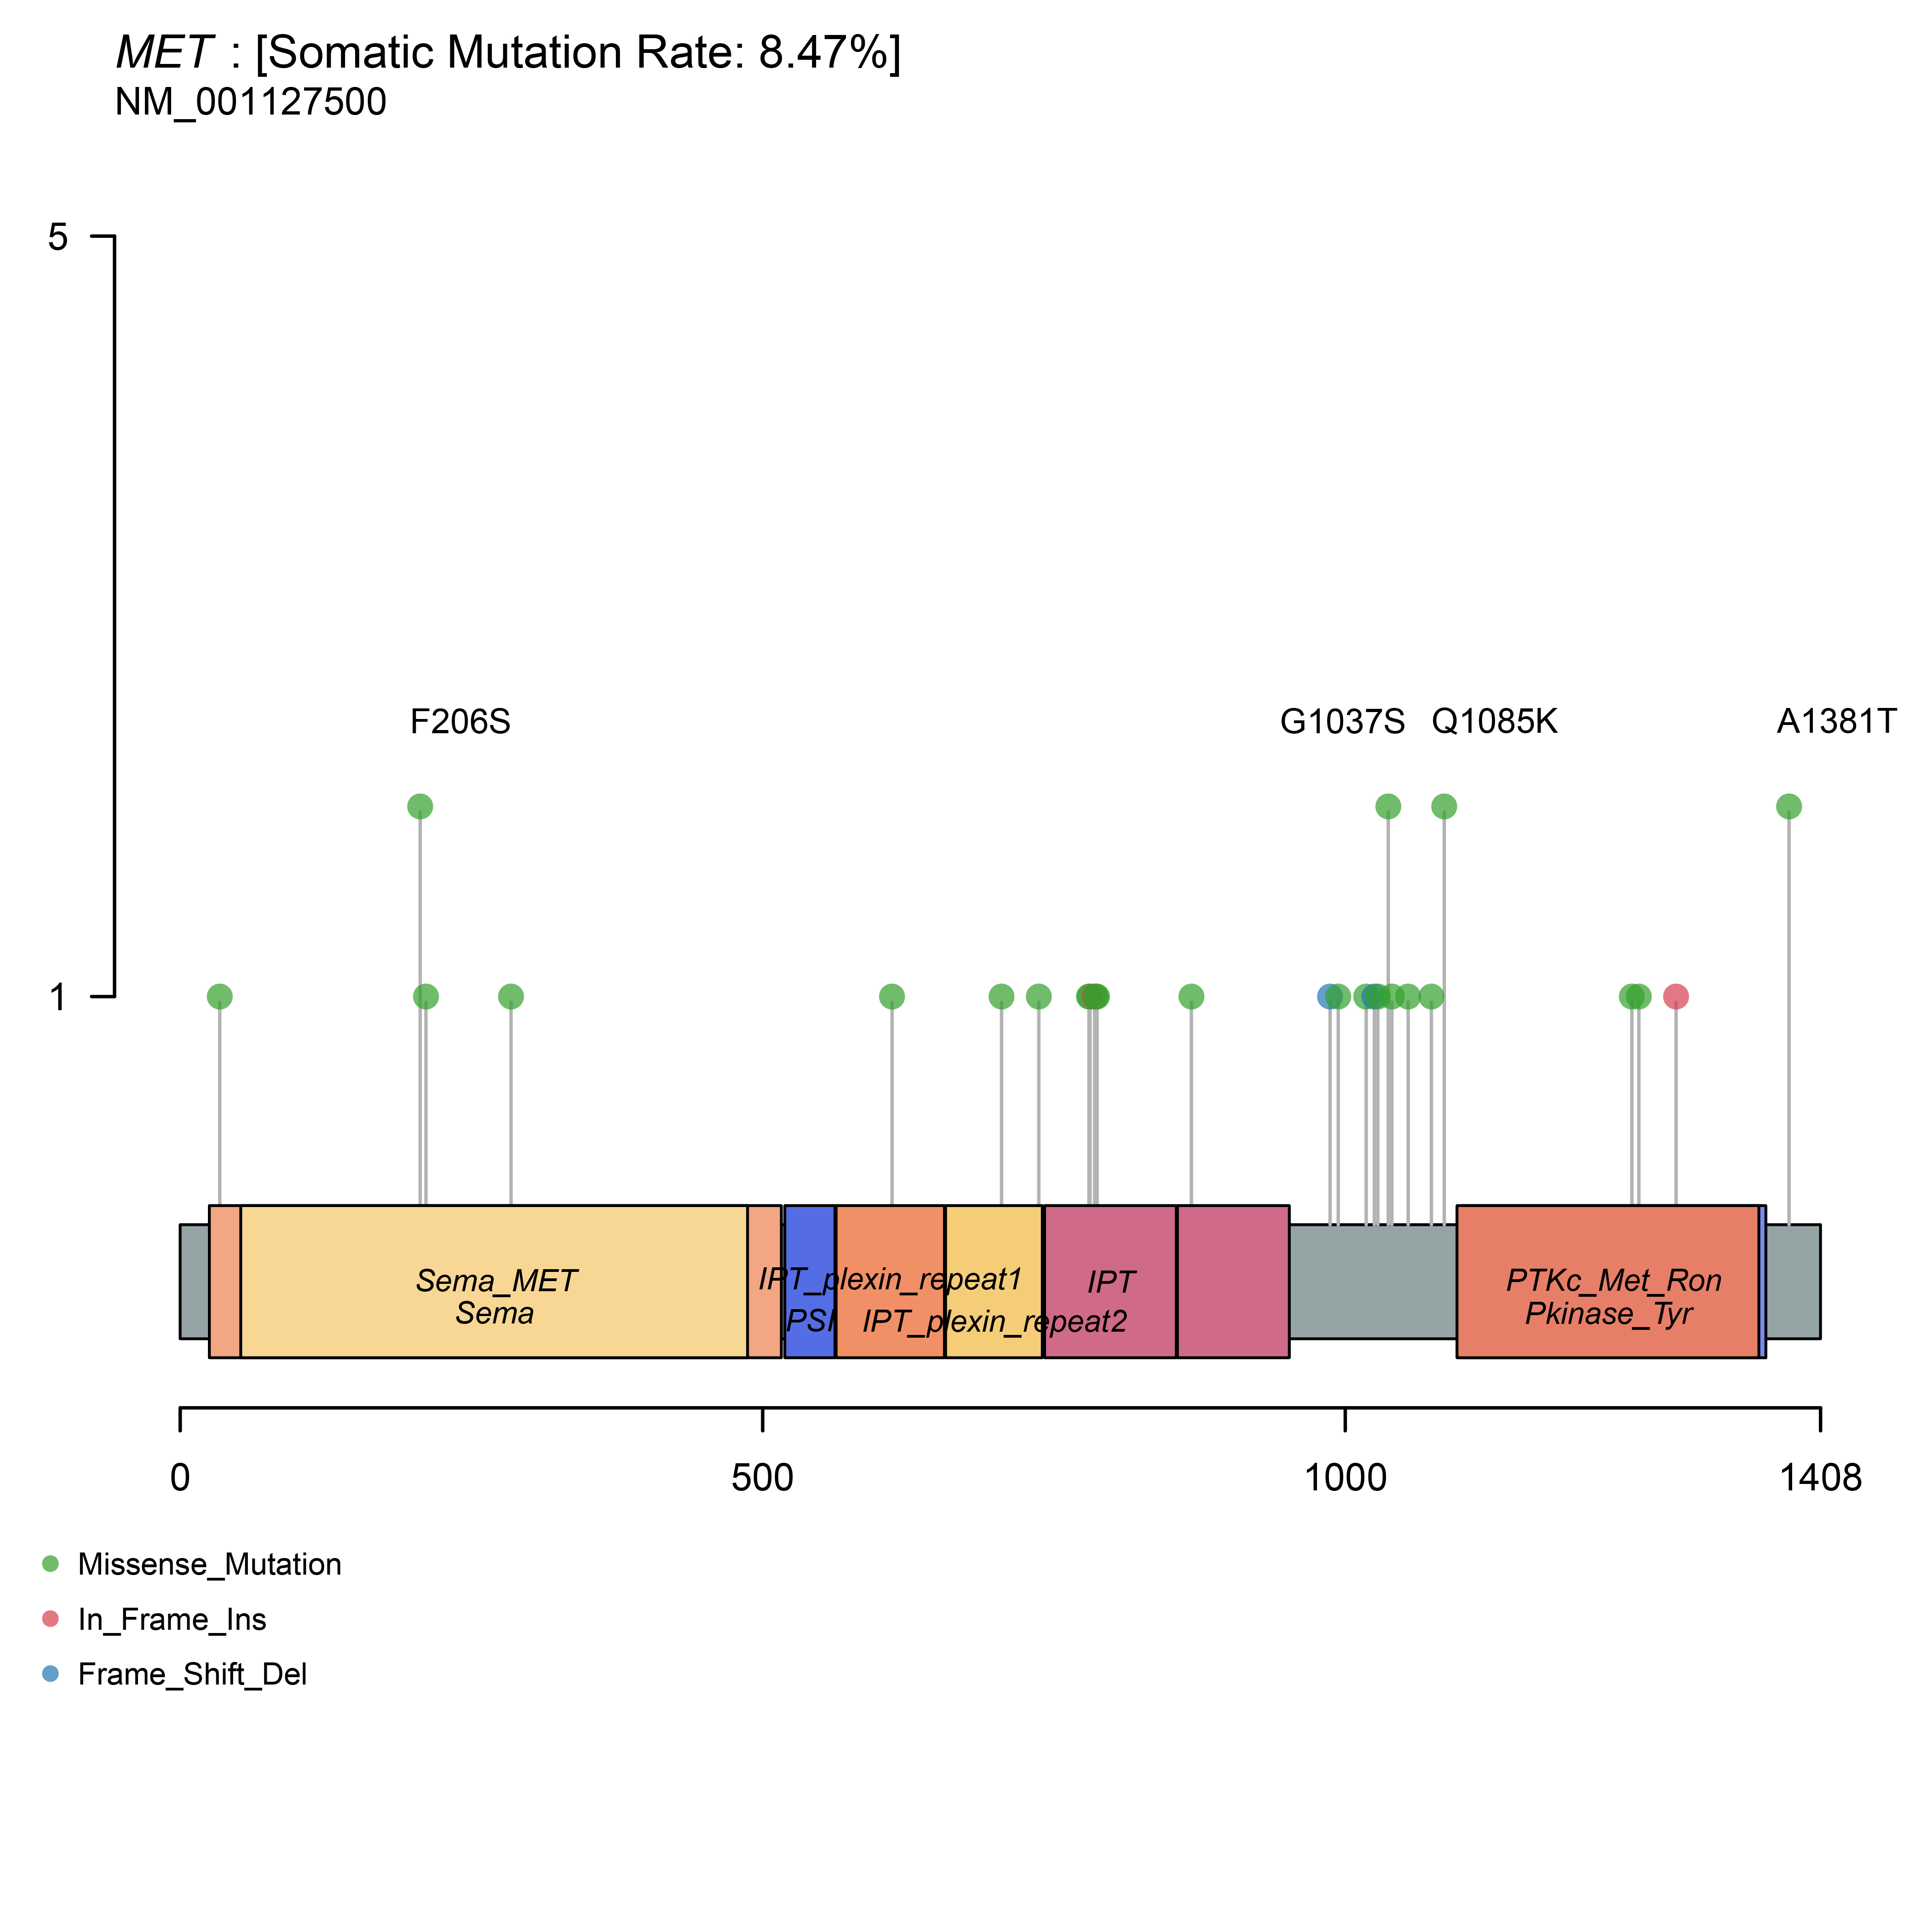 MET : [Somatic Mutation Rate: 8.47%]
NM_001127500
5
F206S G1037S Q1085K A1381T
1
IPT_plexin_repeat1
Sema_MET IPT PTKc_Met_Ron
Sema PSI IPT_plexin_repeat2 Pkinase_Tyr
0 500 1000 1408
Missense_Mutation
In_Frame_Ins
Frame_Shift_Del